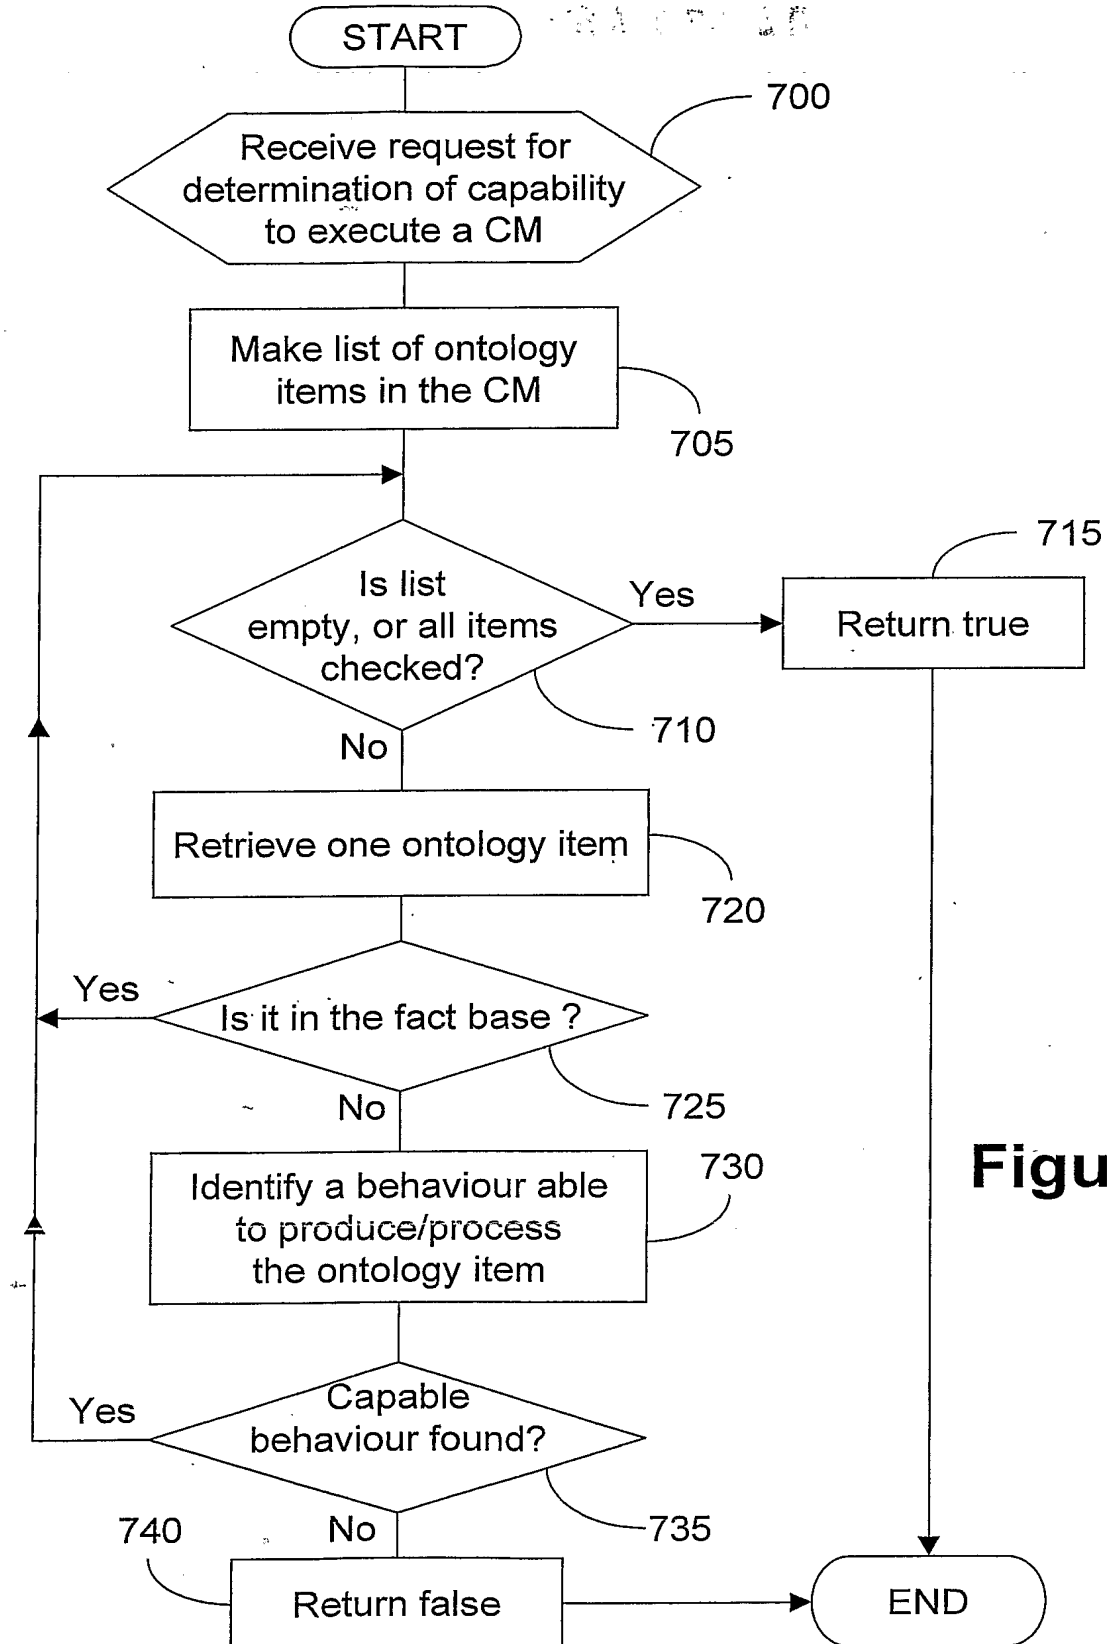 START
700
Receive request for
determination of capability
to execute a CM
Make list of ontology
items in the CM
705
715
Is list
empty, or all items
checked?
Yes
Return true
710
No
Retrieve one ontology item
720
Yes
Is it in the fact base ?
No
725
730
Identify a behaviour able
to produce/process
the ontology item
Figu
Capable
behaviour found?
Yes
735
740
No
Return false
END